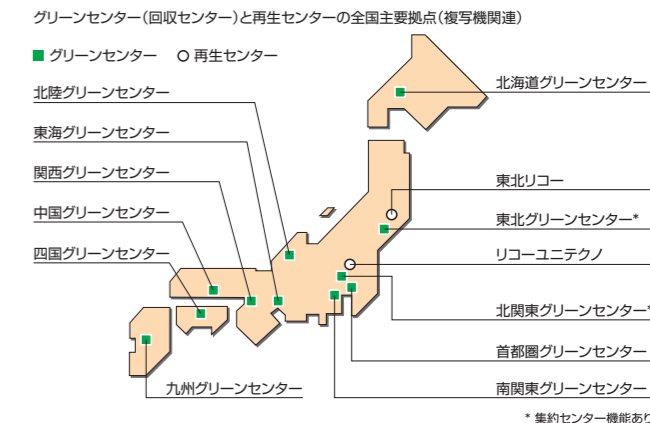 グリーンセンター(回収センター)と再生センターの全国主要拠点(複写機関連)
グリーンセンター
再生センター
北陸グリーンセンター
東海グリーンセンター
関西グリーンセンター
中国グリーンセンター
四国グリーンセンター
九州グリーンセンター
北海道グリーンセンター
東北リコー
東北グリーンセンター*
リコーユニテクノ
北関東グリーンセンター*
首都圏グリーンセンター
南関東グリーンセンター
* 集約センター機能あり